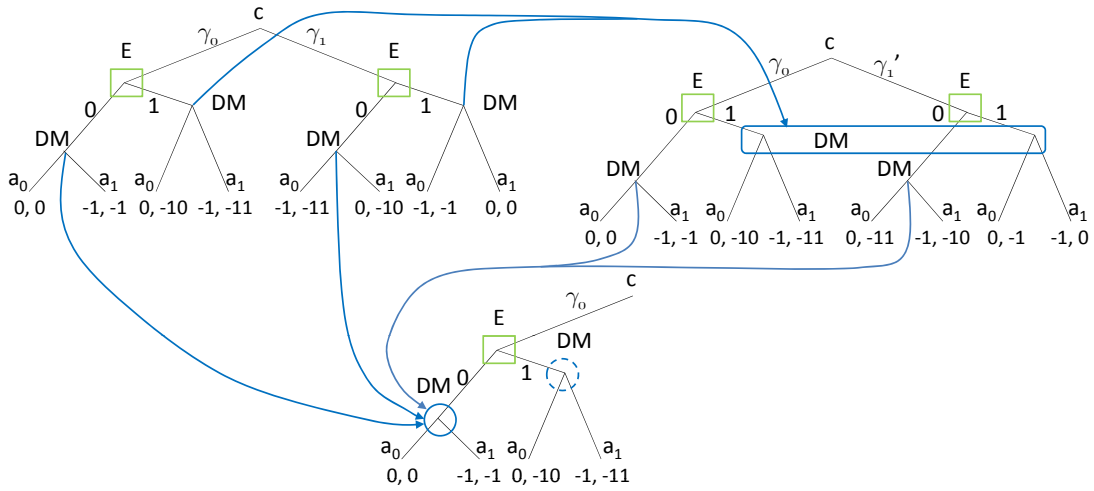 c
γ₀ γ₁
E E
0 1 DM 0 1 DM
DM DM
a₀ a₁ a₀ a₁ a₀ a₁ a₀ a₁
0, 0 -1, -1 0, -10 -1, -11 -1, -11 0, -10 -1, -1 0, 0
c
γ₀ γ₁'
E E
0 1 0 1
DM
DM DM
a₀ a₁ a₀ a₁ a₀ a₁ a₀ a₁
0, 0 -1, -1 0, -10 -1, -11 0, -11 -1, -10 0, -1 -1, 0
c
γ₀
E
DM
0 1
DM
a₀ a₁ a₀ a₁
0, 0 -1, -1 0, -10 -1, -11